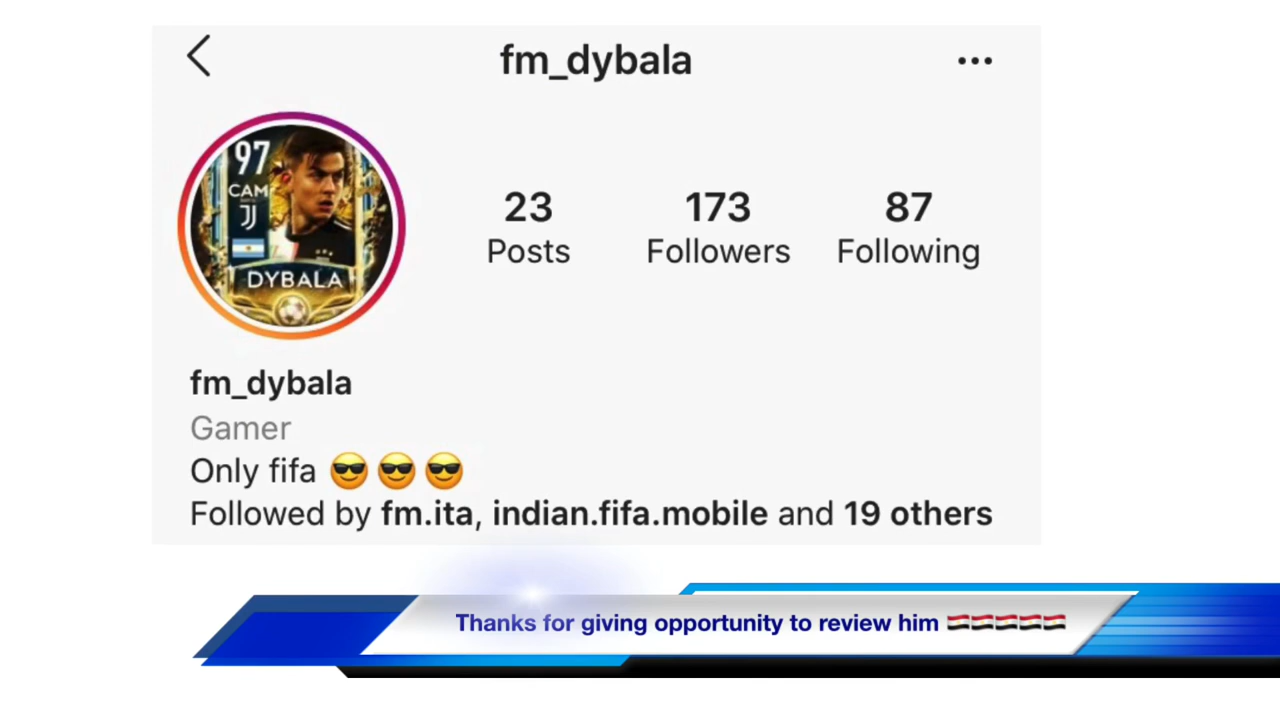 fm_dybala
97
CAM
DYBALA
23 173 87
Posts Followers Following
fm_dybala
Gamer
Only fifa 😎😎😎
Followed by fm.ita, indian.fifa.mobile and 19 others
Thanks for giving opportunity to review him 🇾🇪🇾🇪🇾🇪🇾🇪🇾🇪